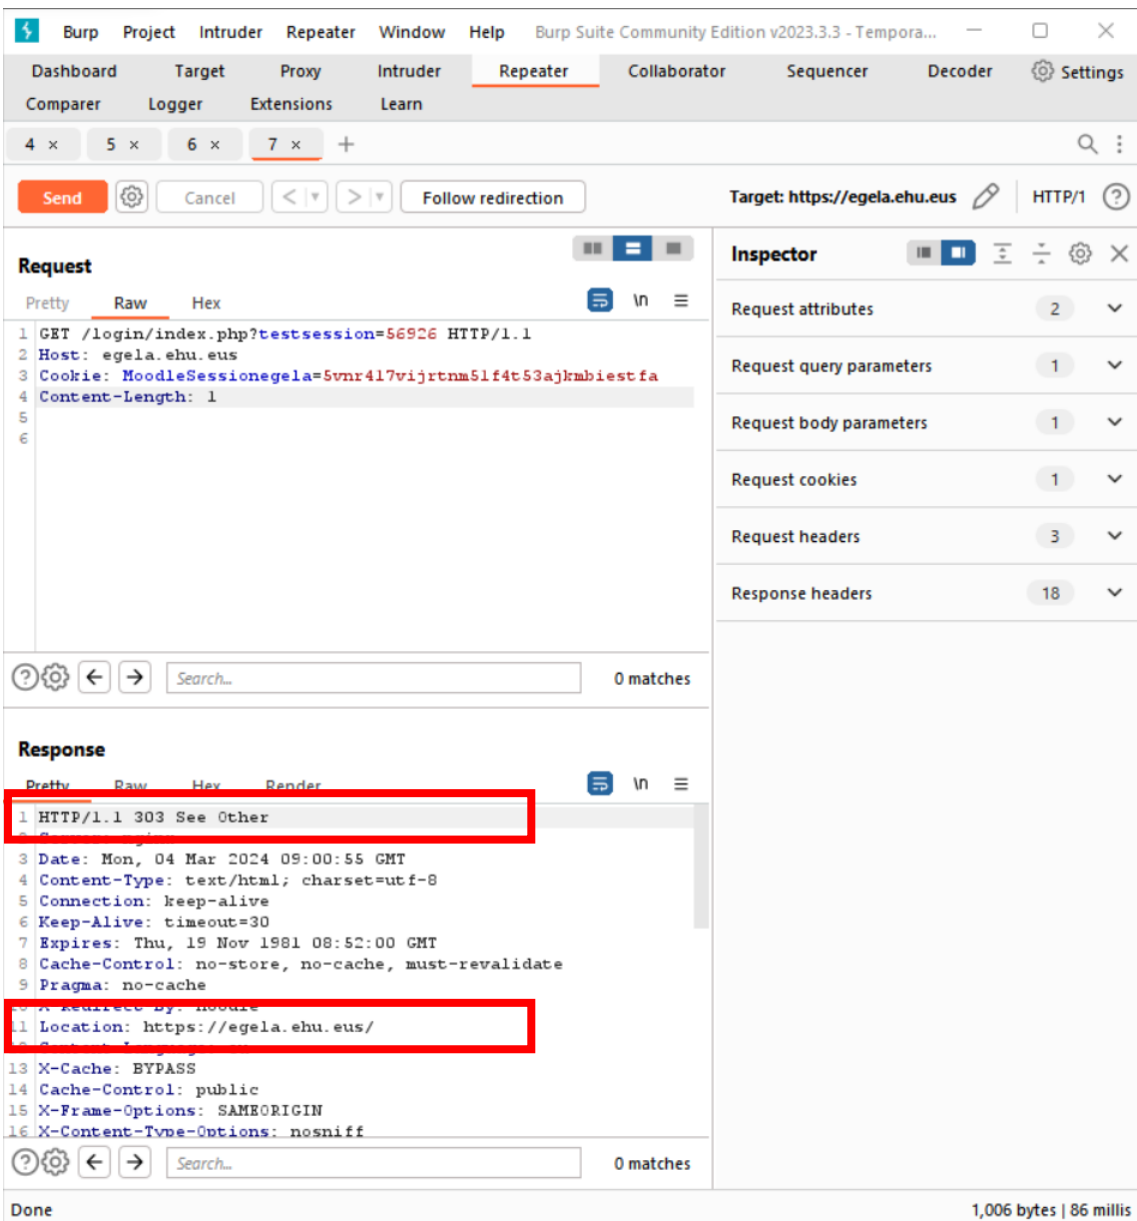 Burp Project Intruder Repeater Window Help Burp Suite Community Edition v2023.3.3 - Tempora...
Dashboard Target Proxy Intruder Repeater Collaborator Sequencer Decoder Settings
Comparer Logger Extensions Learn
4 × 5 × 6 × 7 × +
Send Cancel < > Follow redirection Target: https://egela.ehu.eus HTTP/1 ?
Request
Pretty Raw Hex \n
1 GET /login/index.php?testsession=56926 HTTP/1.1
2 Host: egela.ehu.eus
3 Cookie: MoodleSessionegela=5vnr417vijrtnm51f4t53ajkmbiestfa
4 Content-Length: 1
5
6
Inspector
Request attributes 2
Request query parameters 1
Request body parameters 1
Request cookies 1
Request headers 3
Response headers 18
? Search... 0 matches
Response
Pretty Raw Hex Render \n
1 HTTP/1.1 303 See Other
3 Date: Mon, 04 Mar 2024 09:00:55 GMT
4 Content-Type: text/html; charset=utf-8
5 Connection: keep-alive
6 Keep-Alive: timeout=30
7 Expires: Thu, 19 Nov 1981 08:52:00 GMT
8 Cache-Control: no-store, no-cache, must-revalidate
9 Pragma: no-cache
10 X-Redirect-By: Moodle
11 Location: https://egela.ehu.eus/
13 X-Cache: BYPASS
14 Cache-Control: public
15 X-Frame-Options: SAMEORIGIN
16 X-Content-Type-Options: nosniff
? Search... 0 matches
Done 1,006 bytes | 86 millis